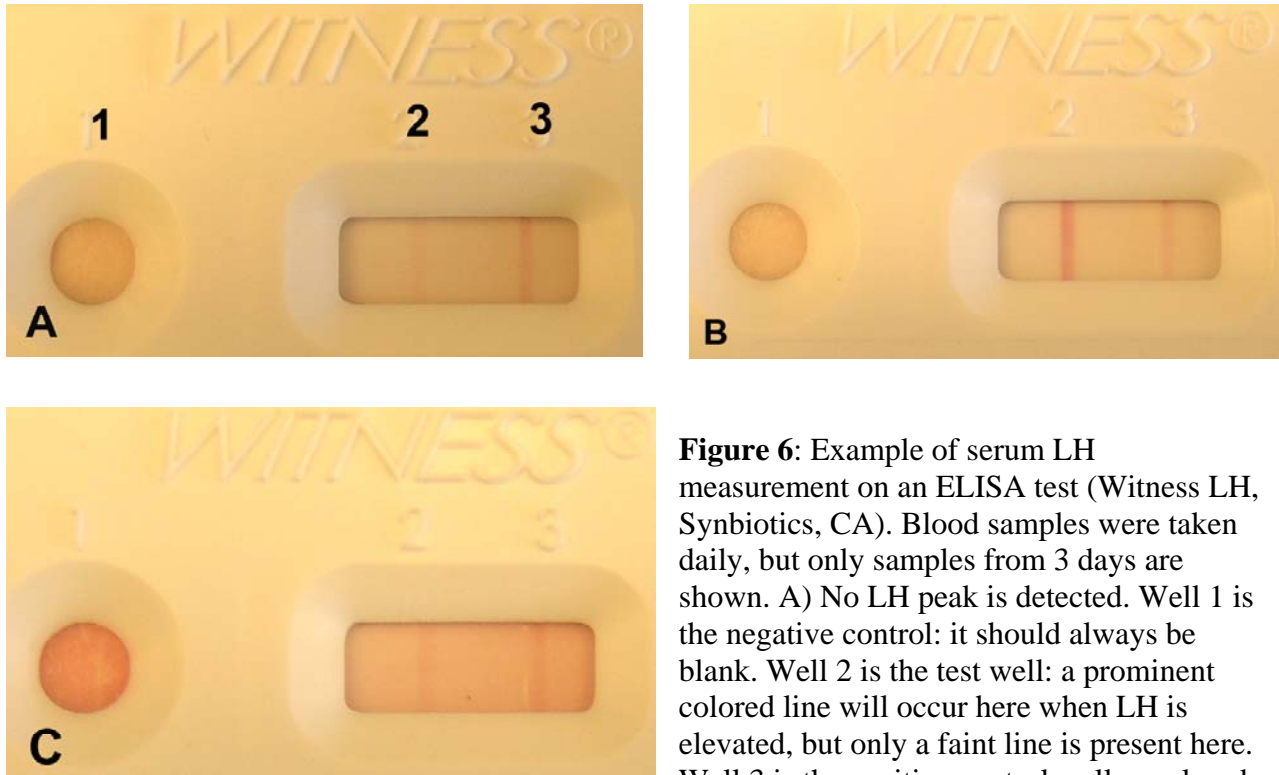 WITNESS®
1 2 3
A
WITNESS®
1 2 3
B
WITNESS®
1 2 3
C
Figure 6: Example of serum LH
measurement on an ELISA test (Witness LH,
Synbiotics, CA). Blood samples were taken
daily, but only samples from 3 days are
shown. A) No LH peak is detected. Well 1 is
the negative control: it should always be
blank. Well 2 is the test well: a prominent
colored line will occur here when LH is
elevated, but only a faint line is present here.
Well 3 is the